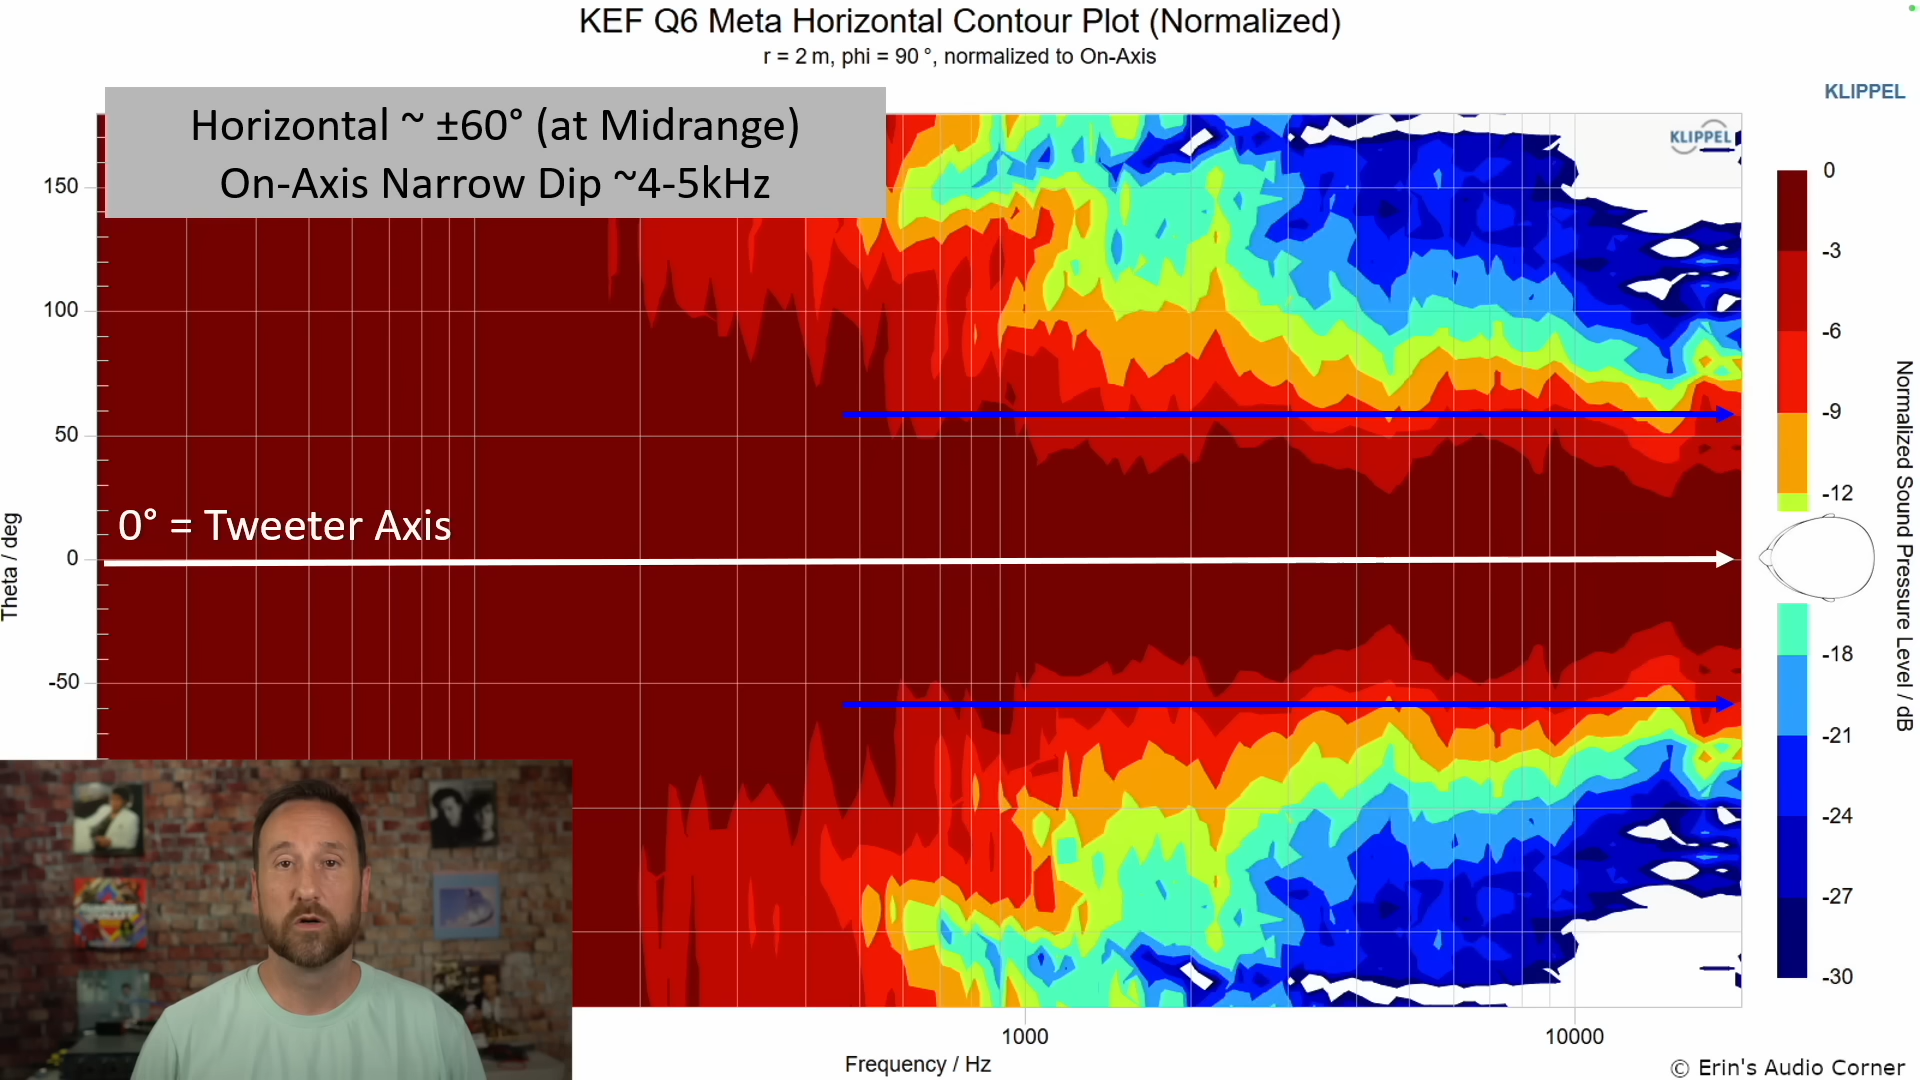 KEF Q6 Meta Horizontal Contour Plot (Normalized)
r = 2 m, phi = 90 °, normalized to On-Axis
KLIPPEL
KLIPPEL
Horizontal ~ ±60° (at Midrange)
On-Axis Narrow Dip ~4-5kHz
0° = Tweeter Axis
Theta / deg
150
100
50
0
-50
1000
10000
Frequency / Hz
0
-3
-6
-9
-12
-18
-21
-24
-27
-30
Normalized Sound Pressure Level / dB
© Erin's Audio Corner